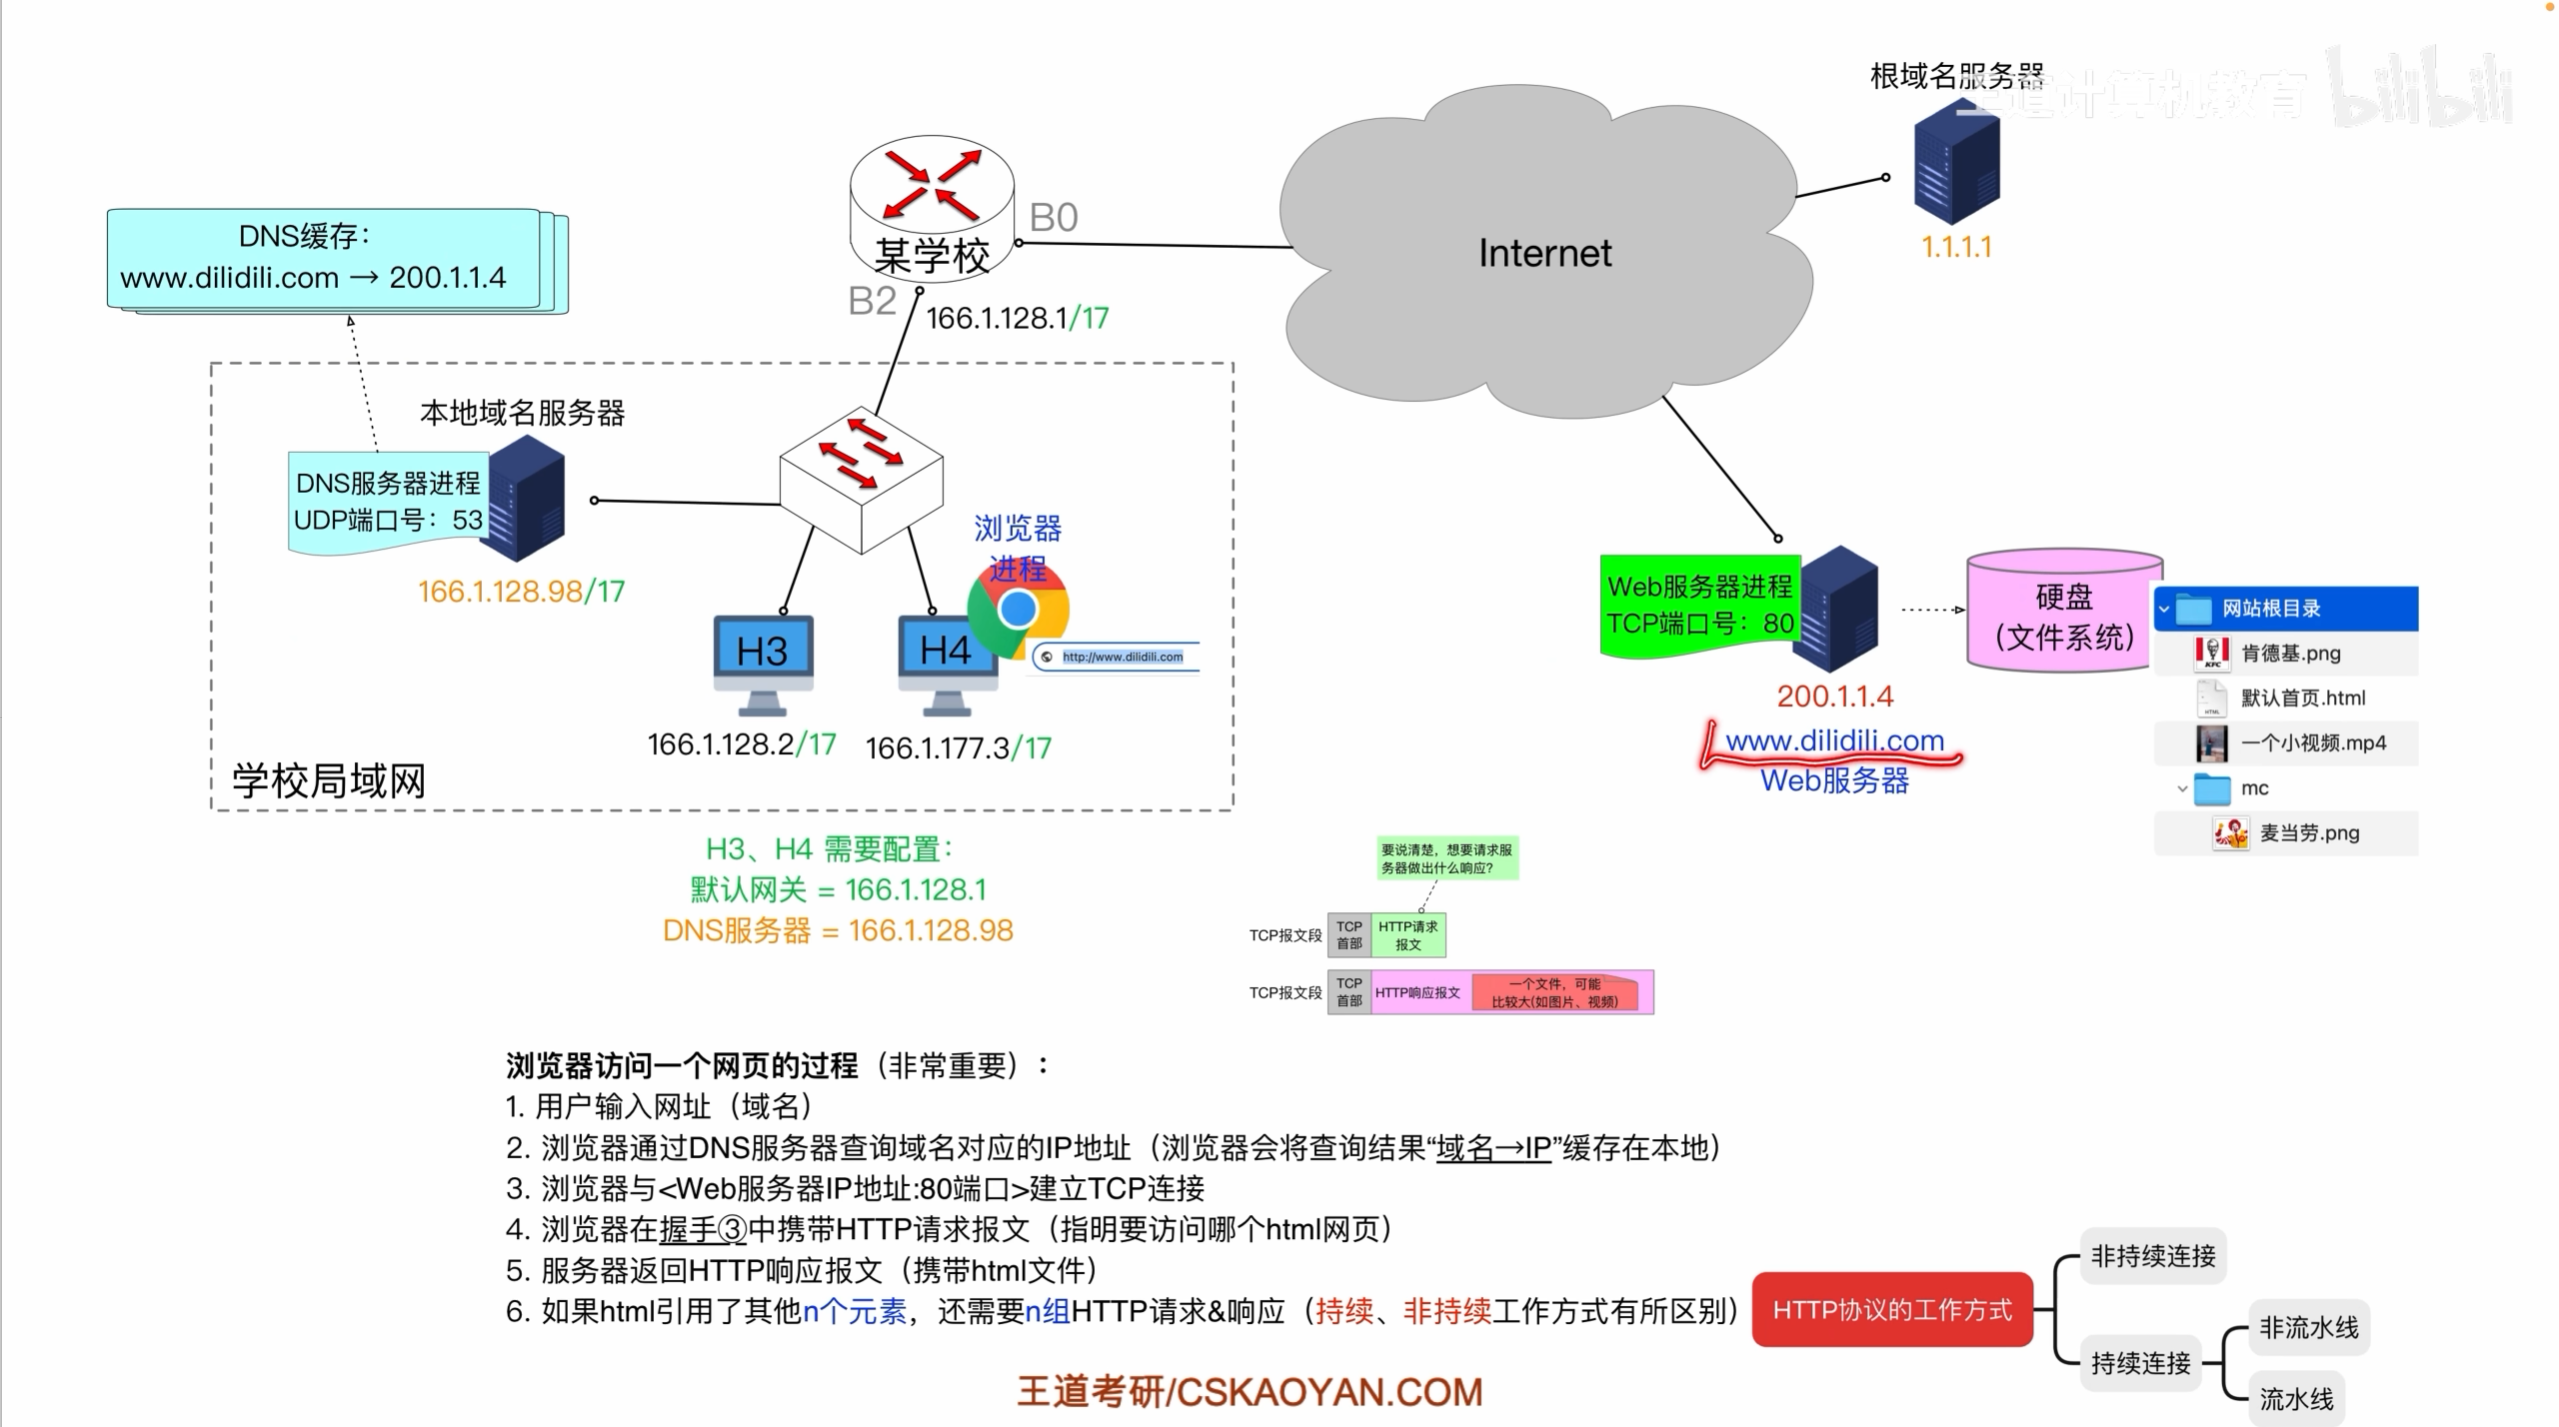 根域名服务器
王道计算机教育 bilibili
1.1.1.1
DNS缓存：
www.dilidili.com → 200.1.1.4
某学校
B0
B2
166.1.128.1/17
Internet
本地域名服务器
DNS服务器进程
UDP端口号：53
166.1.128.98/17
浏览器
进程
http://www.dilidili.com
H3
H4
166.1.128.2/17
166.1.177.3/17
学校局域网
H3、H4 需要配置：
默认网关 = 166.1.128.1
DNS服务器 = 166.1.128.98
Web服务器进程
TCP端口号：80
200.1.1.4
www.dilidili.com
Web服务器
硬盘
（文件系统）
网站根目录
KFC
肯德基.png
HTML
默认首页.html
一个小视频.mp4
mc
麦当劳.png
要说清楚，想要请求服
务器做出什么响应？
TCP报文段
TCP
首部
HTTP请求
报文
TCP报文段
TCP
首部
HTTP响应报文
一个文件，可能
比较大(如图片、视频)
浏览器访问一个网页的过程（非常重要）：
1. 用户输入网址（域名）
2. 浏览器通过DNS服务器查询域名对应的IP地址（浏览器会将查询结果“域名→IP”缓存在本地）
3. 浏览器与<Web服务器IP地址:80端口>建立TCP连接
4. 浏览器在握手③中携带HTTP请求报文（指明要访问哪个html网页）
5. 服务器返回HTTP响应报文（携带html文件）
6. 如果html引用了其他n个元素，还需要n组HTTP请求&响应（持续、非持续工作方式有所区别）
HTTP协议的工作方式
非持续连接
持续连接
非流水线
流水线
王道考研/CSKAOYAN.COM